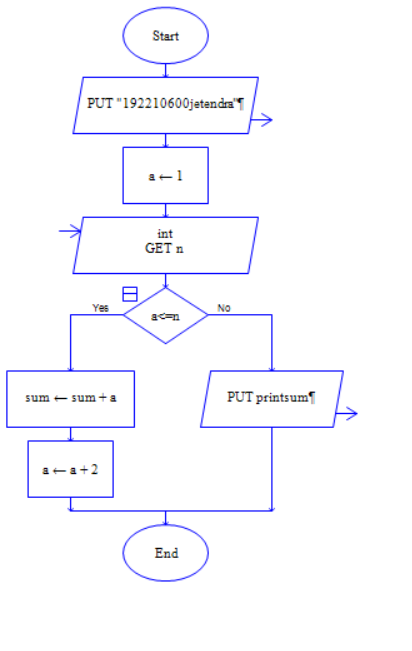 Start
PUT "192210600jetendra"¶
a ← 1
int
GET n
Yes
a<=n
No
sum ← sum + a
PUT printsum¶
a ← a + 2
End